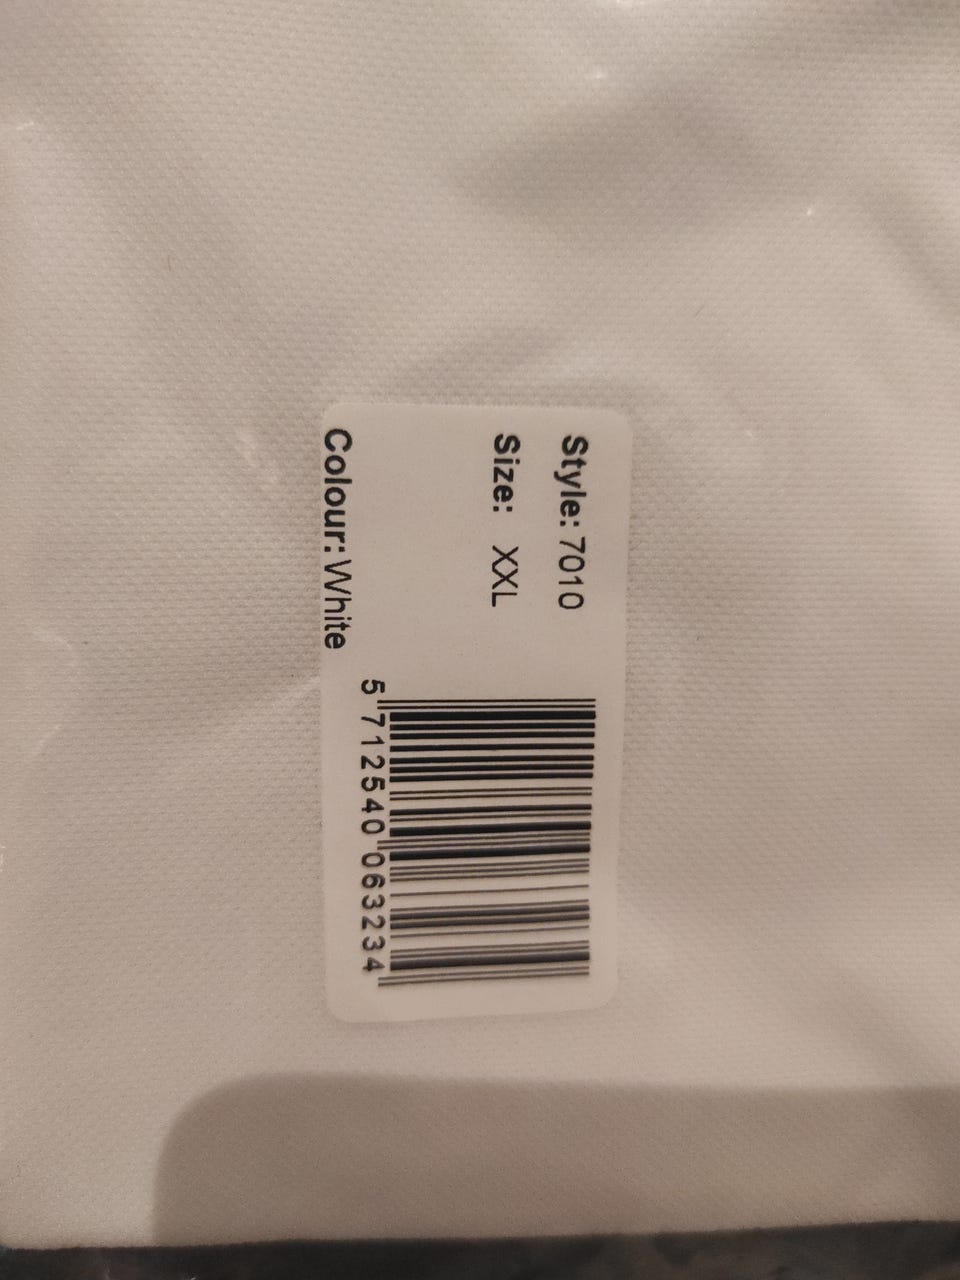 Style: 7010
Size: XXL
Colour: White
5 712540 063234